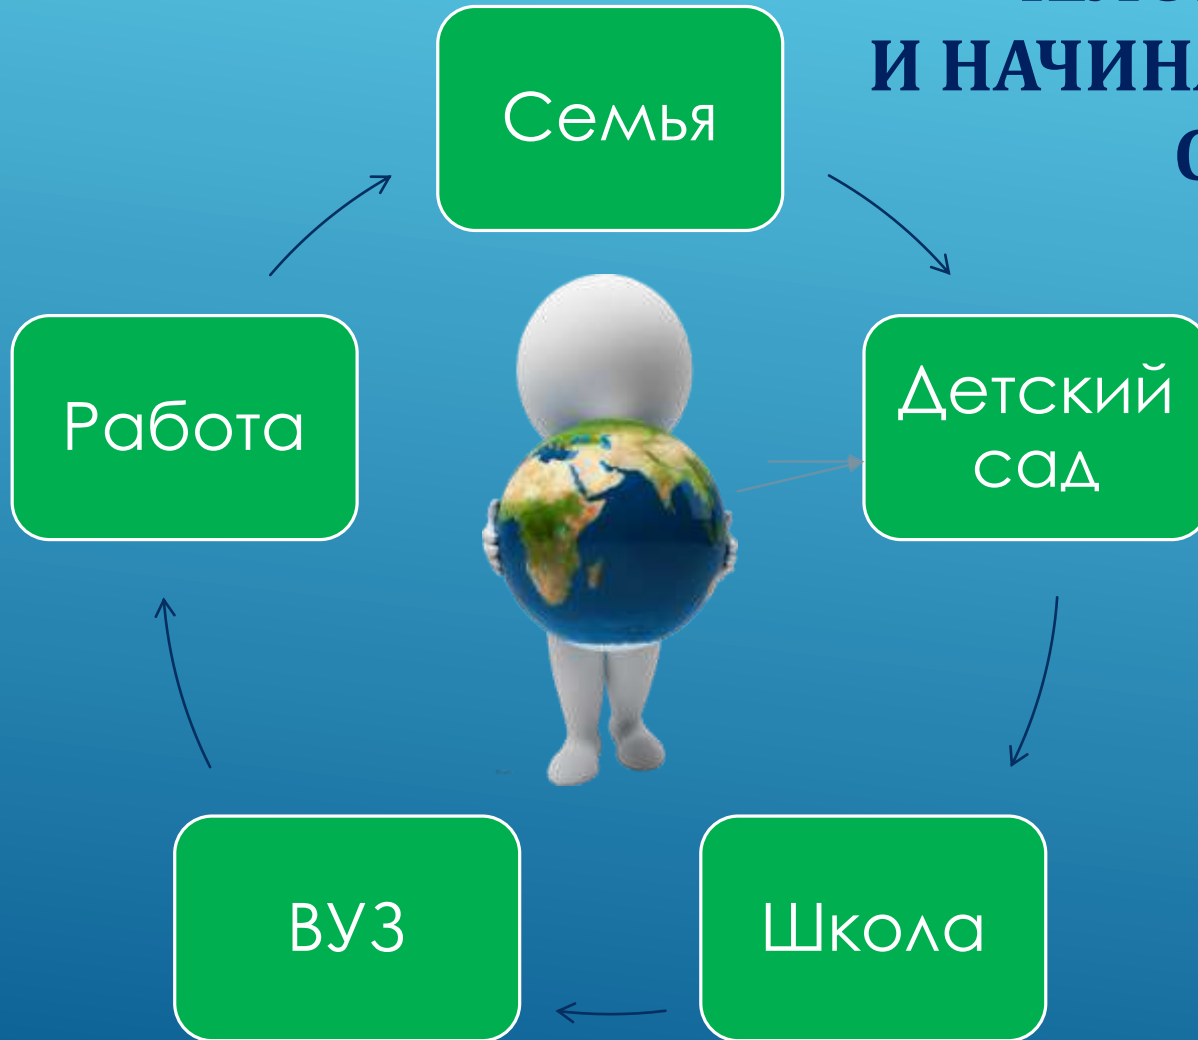 И
Семья
Детский
сад
Работа
ВУЗ
Школа